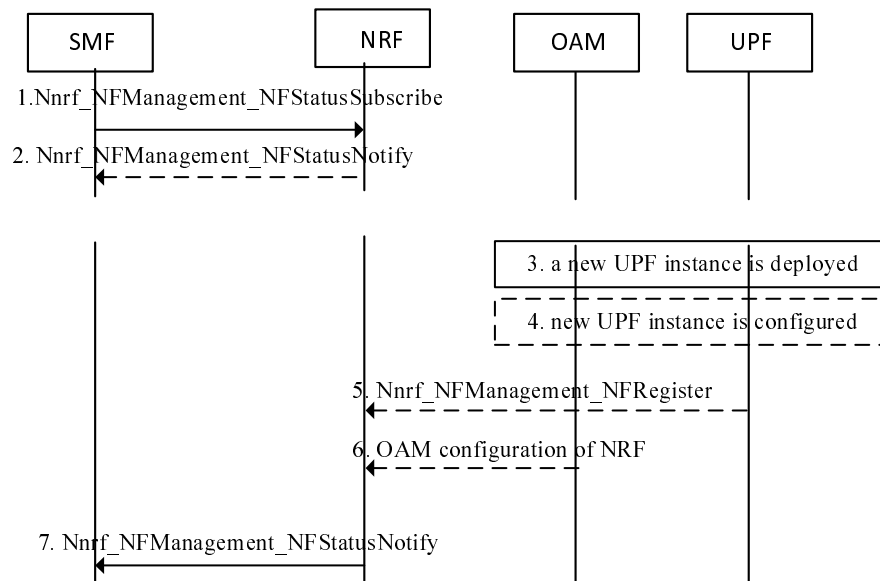 SMF
NRF
OAM
UPF
1.Nnrf_NFManagement_NFStatusSubscribe
2. Nnrf_NFManagement_NFStatusNotify
3. a new UPF instance is deployed
4. new UPF instance is configured
5. Nnrf_NFManagement_NFRegister
6. OAM configuration of NRF
7. Nnrf_NFManagement_NFStatusNotify